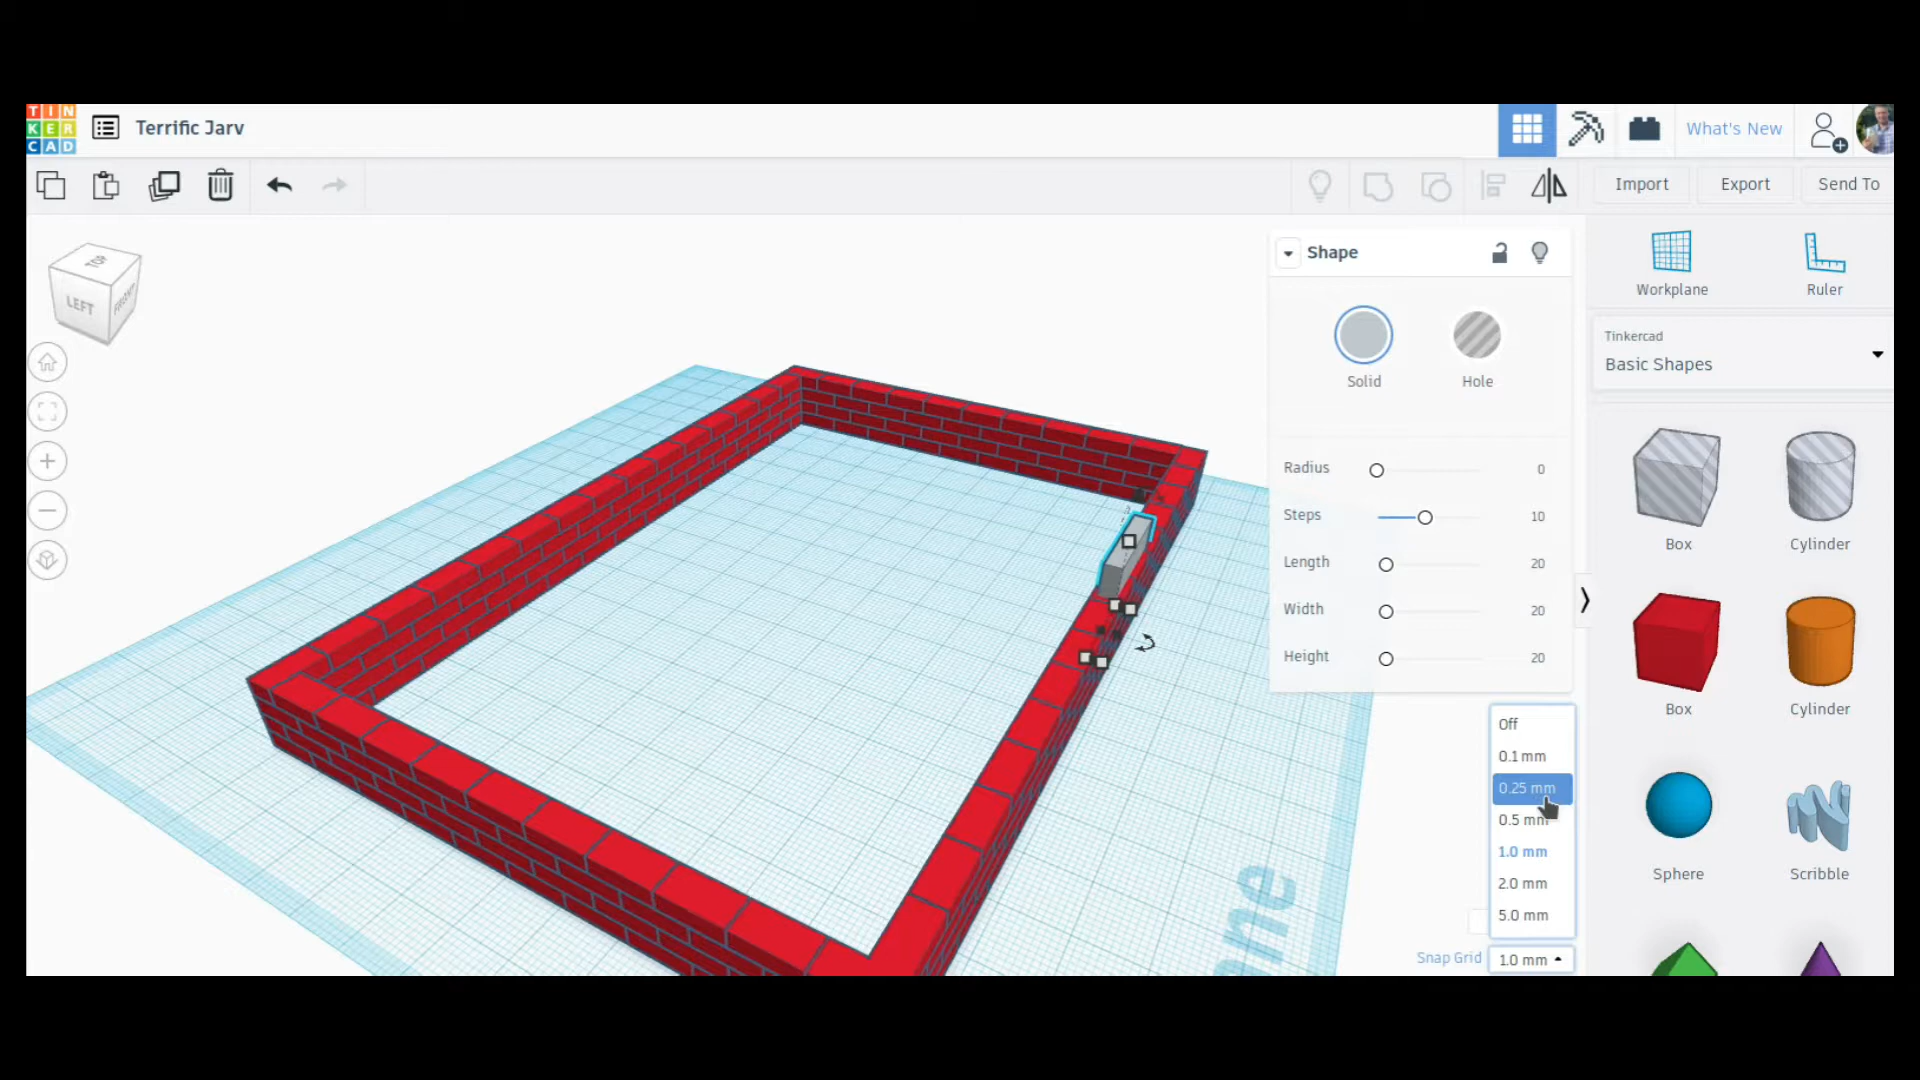 TIN
KER
CAD
Terrific Jarv
What's New
Import
Export
Send To
TOP
LEFT
FRONT
Shape
Solid
Hole
Radius 0
Steps 10
Length 20
Width 20
Height 20
Workplane
Ruler
Tinkercad
Basic Shapes
Box
Cylinder
Box
Cylinder
Sphere
Scribble
Off
0.1 mm
0.25 mm
0.5 mm
1.0 mm
2.0 mm
5.0 mm
Snap Grid 1.0 mm
ane